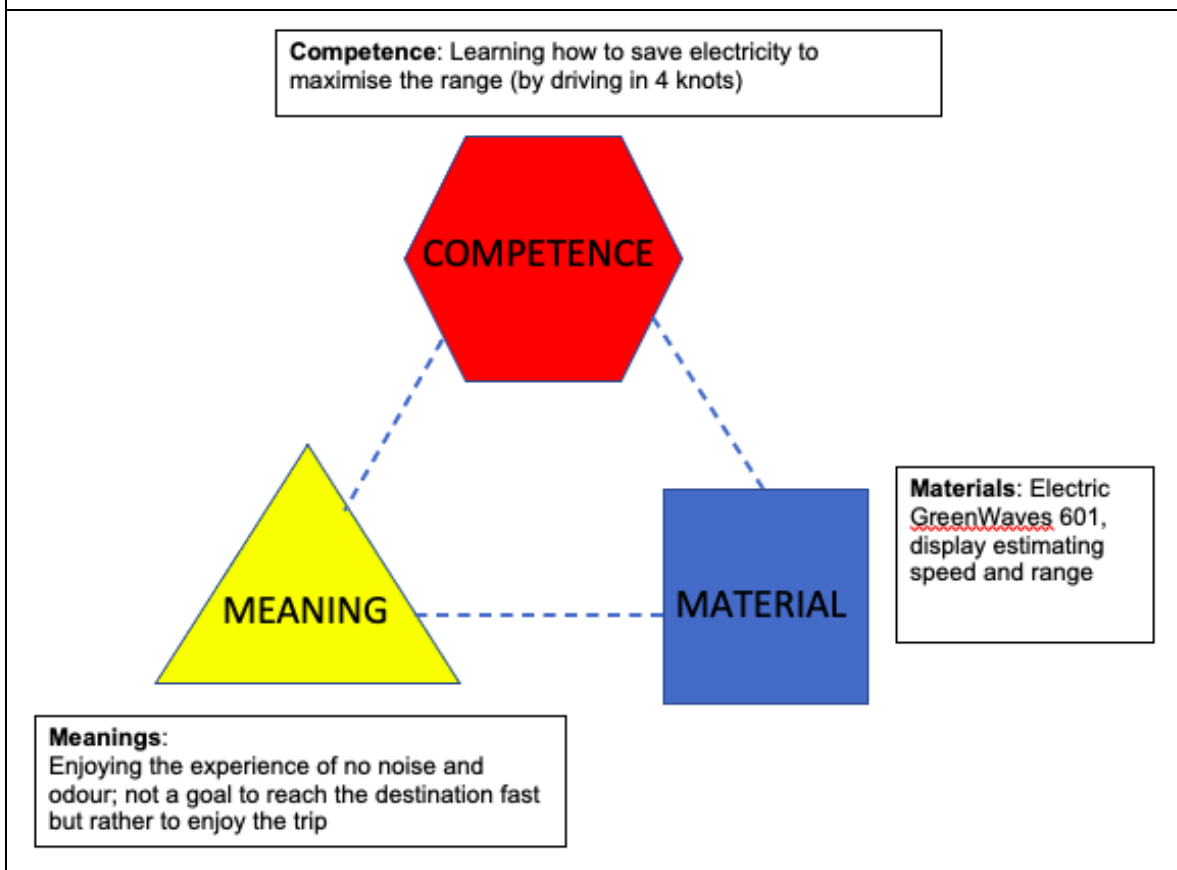 Competence: Learning how to save electricity to
maximise the range (by driving in 4 knots)
COMPETENCE
MEANING
MATERIAL
Materials: Electric
GreenWaves 601,
display estimating
speed and range
Meanings:
Enjoying the experience of no noise and
odour; not a goal to reach the destination fast
but rather to enjoy the trip